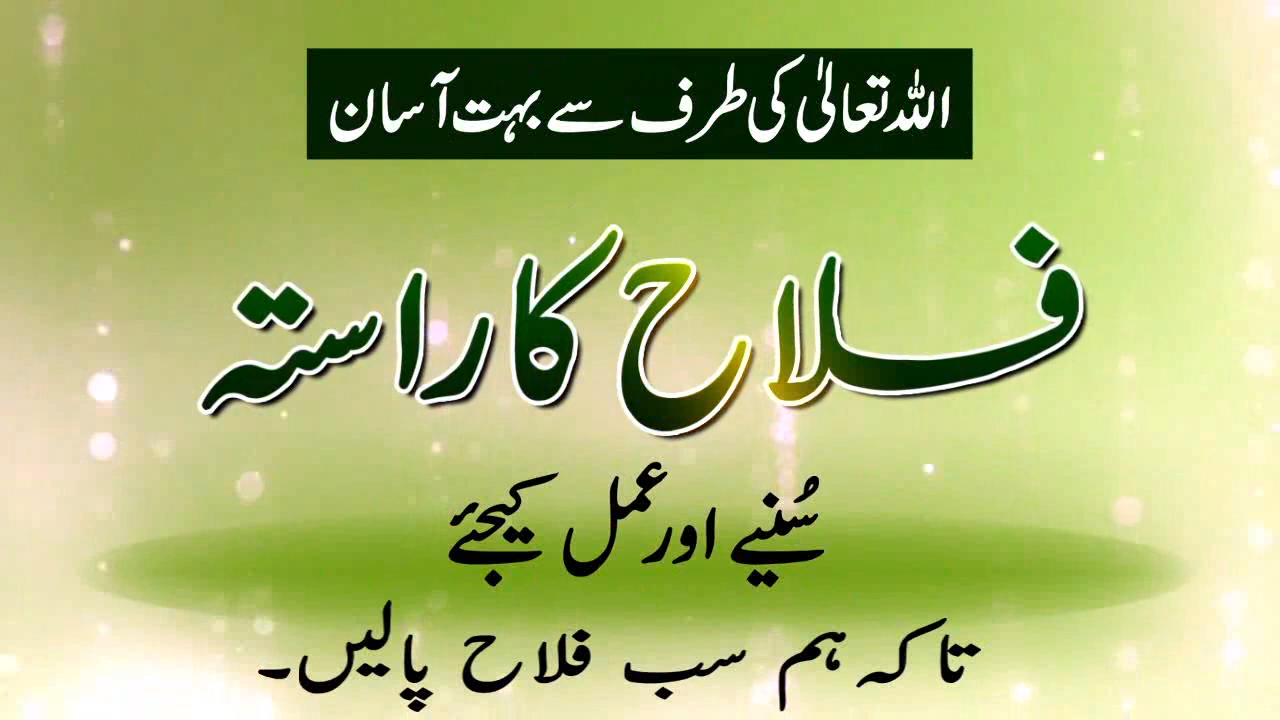 اللہ تعالیٰ کی طرف سے بہت آسان
فلاح کا راستہ
سُنیے اور عمل کیجئے
تاکہ ہم سب فلاح پالیں۔